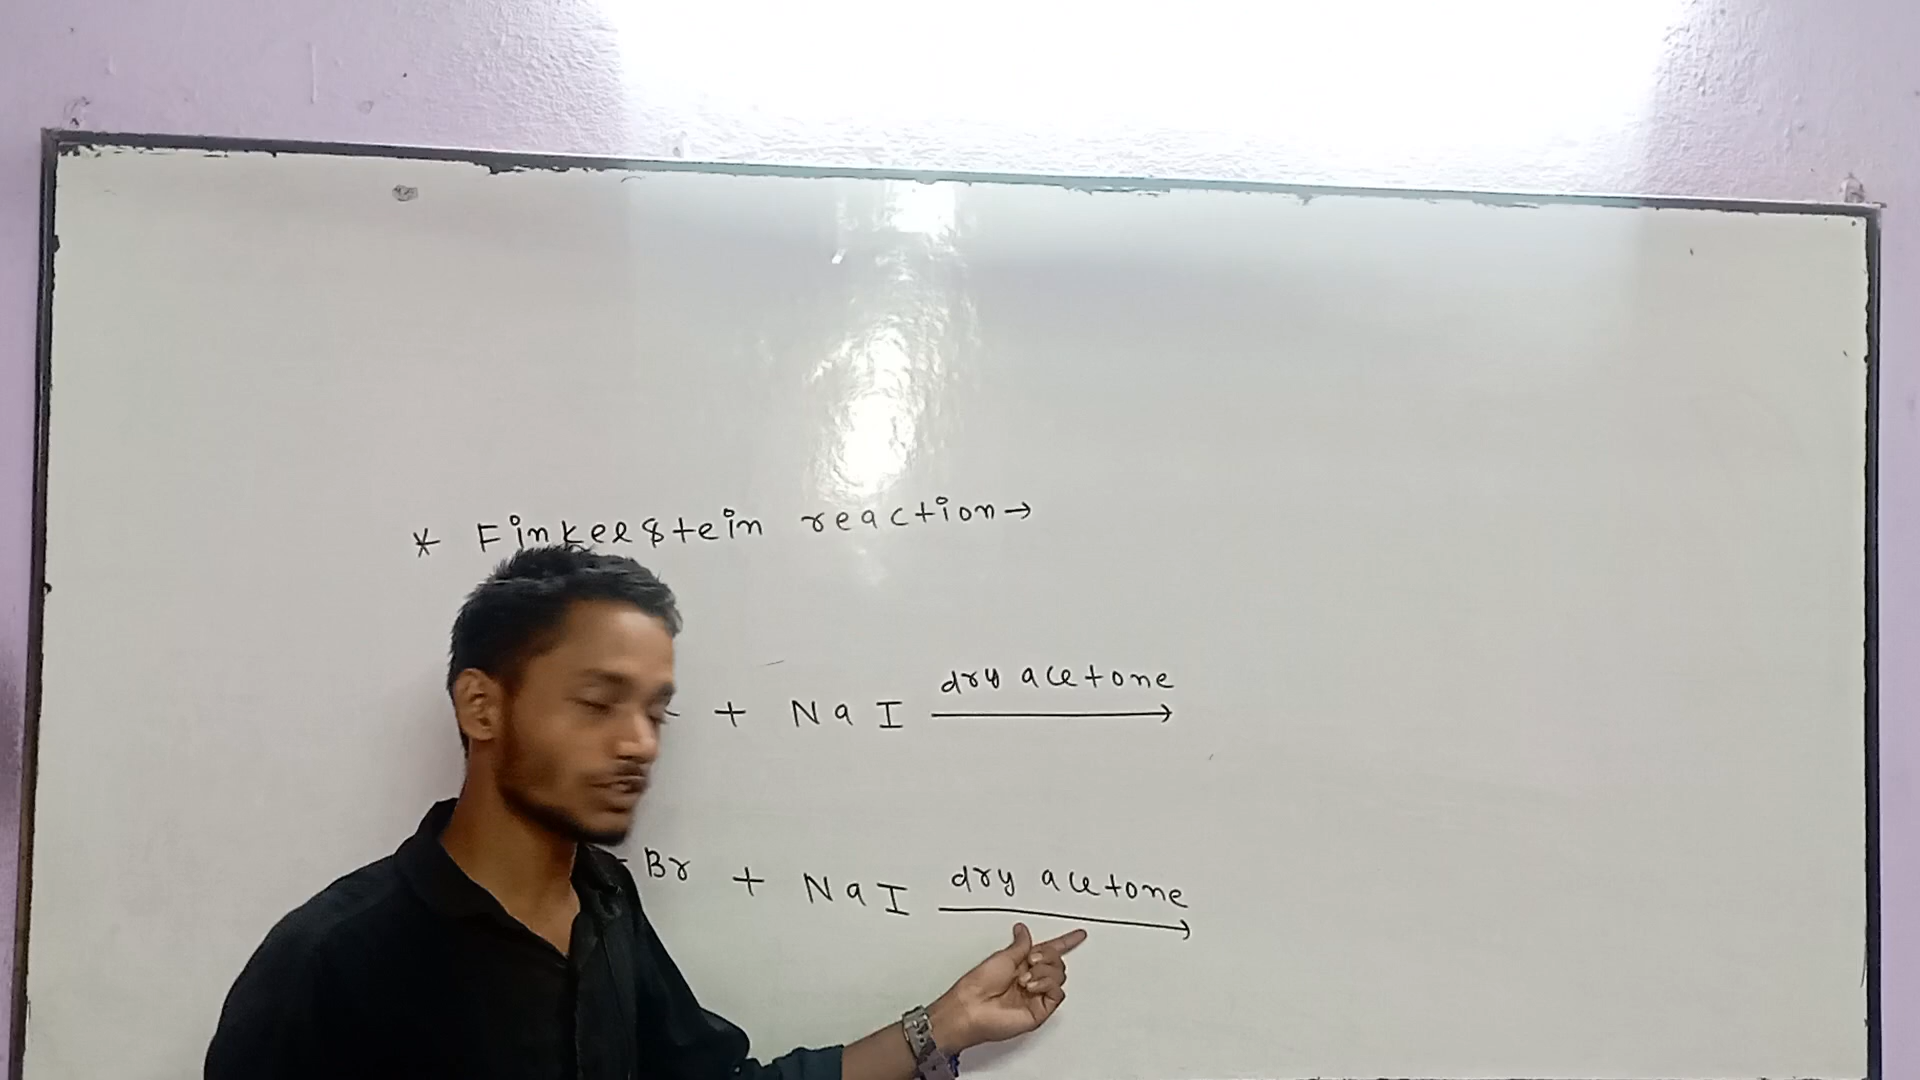 * Finkelstein reaction →
+ NaI dry acetone →
- Br + NaI dry acetone →